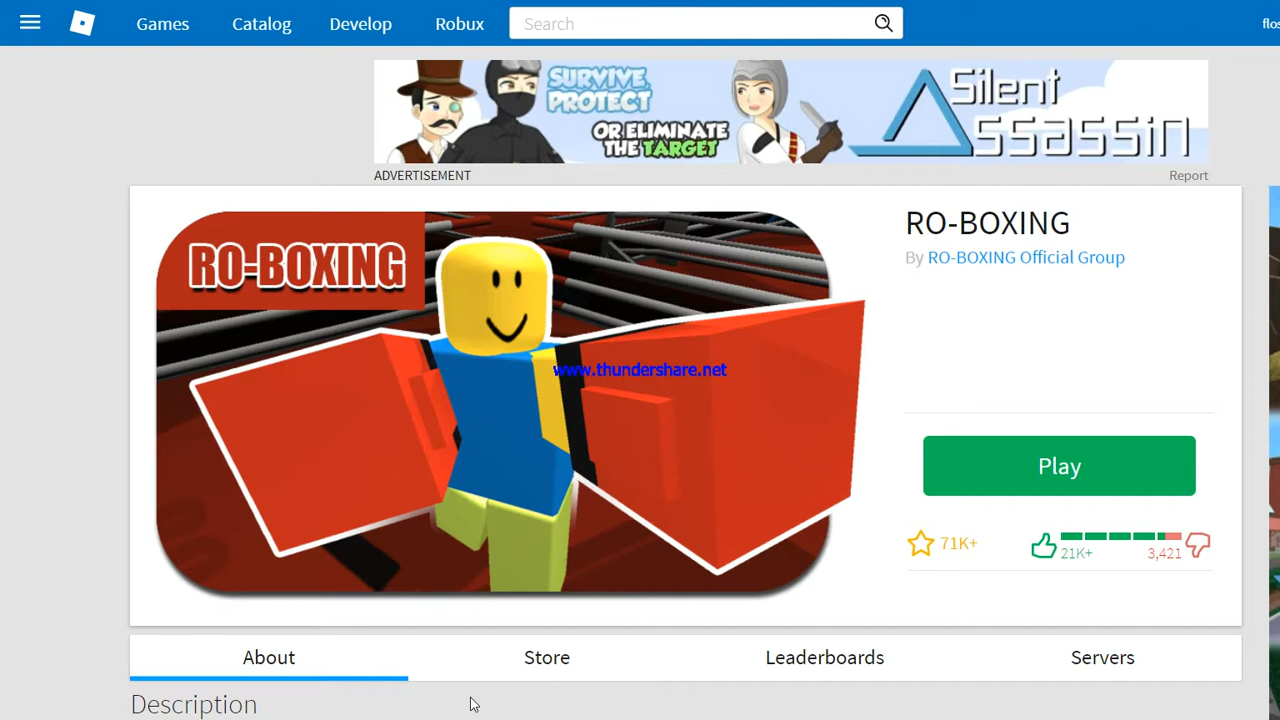 Games
Catalog
Develop
Robux
Search
flos
SURVIVE
PROTECT
OR ELIMINATE
THE TARGET
Silent
Assassin
ADVERTISEMENT
Report
RO-BOXING
RO-BOXING
By RO-BOXING Official Group
www.thundershare.net
Play
71K+
21K+
3,421
About
Store
Leaderboards
Servers
Description